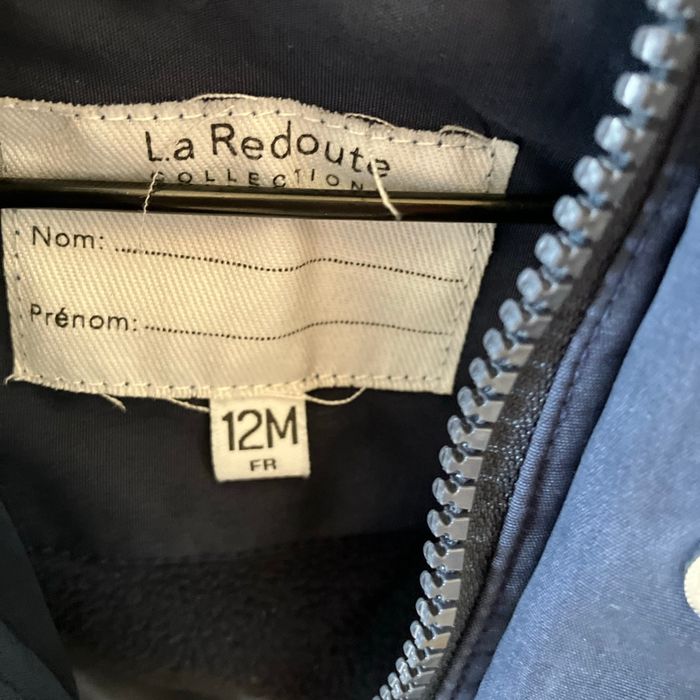 La Redoute
COLLECTION
Nom:
Prénom:
12M
FR